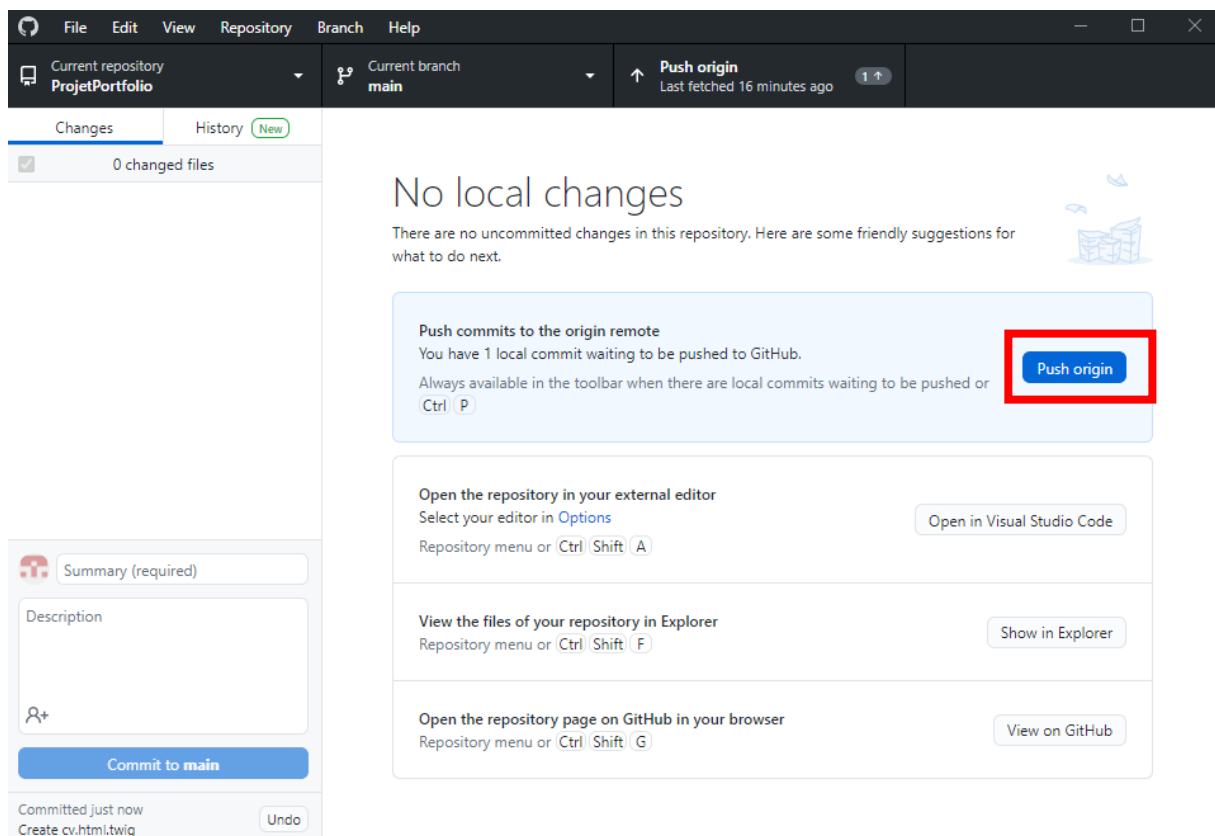 File Edit View Repository Branch Help
Current repository
ProjetPortfolio
Current branch
main
Push origin
Last fetched 16 minutes ago
1
Changes
History New
0 changed files
No local changes
There are no uncommitted changes in this repository. Here are some friendly suggestions for
what to do next.
Push commits to the origin remote
You have 1 local commit waiting to be pushed to GitHub.
Always available in the toolbar when there are local commits waiting to be pushed or
Ctrl P
Push origin
Open the repository in your external editor
Select your editor in Options
Repository menu or Ctrl Shift A
Open in Visual Studio Code
View the files of your repository in Explorer
Repository menu or Ctrl Shift F
Show in Explorer
Open the repository page on GitHub in your browser
Repository menu or Ctrl Shift G
View on GitHub
Summary (required)
Description
Commit to main
Committed just now
Create cv.html.twig
Undo